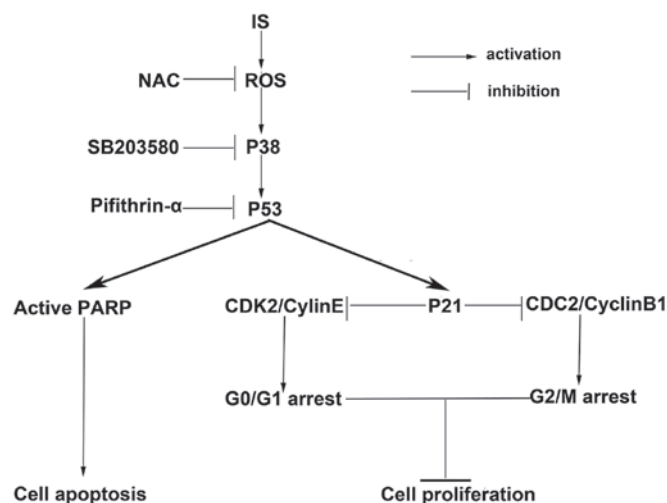 IS
activation
NAC
ROS
inhibition
SB203580
P38
Pifithrin-α
P53
Active PARP
CDK2/CylinE
P21
CDC2/CyclinB1
G0/G1 arrest
G2/M arrest
Cell apoptosis
Cell proliferation